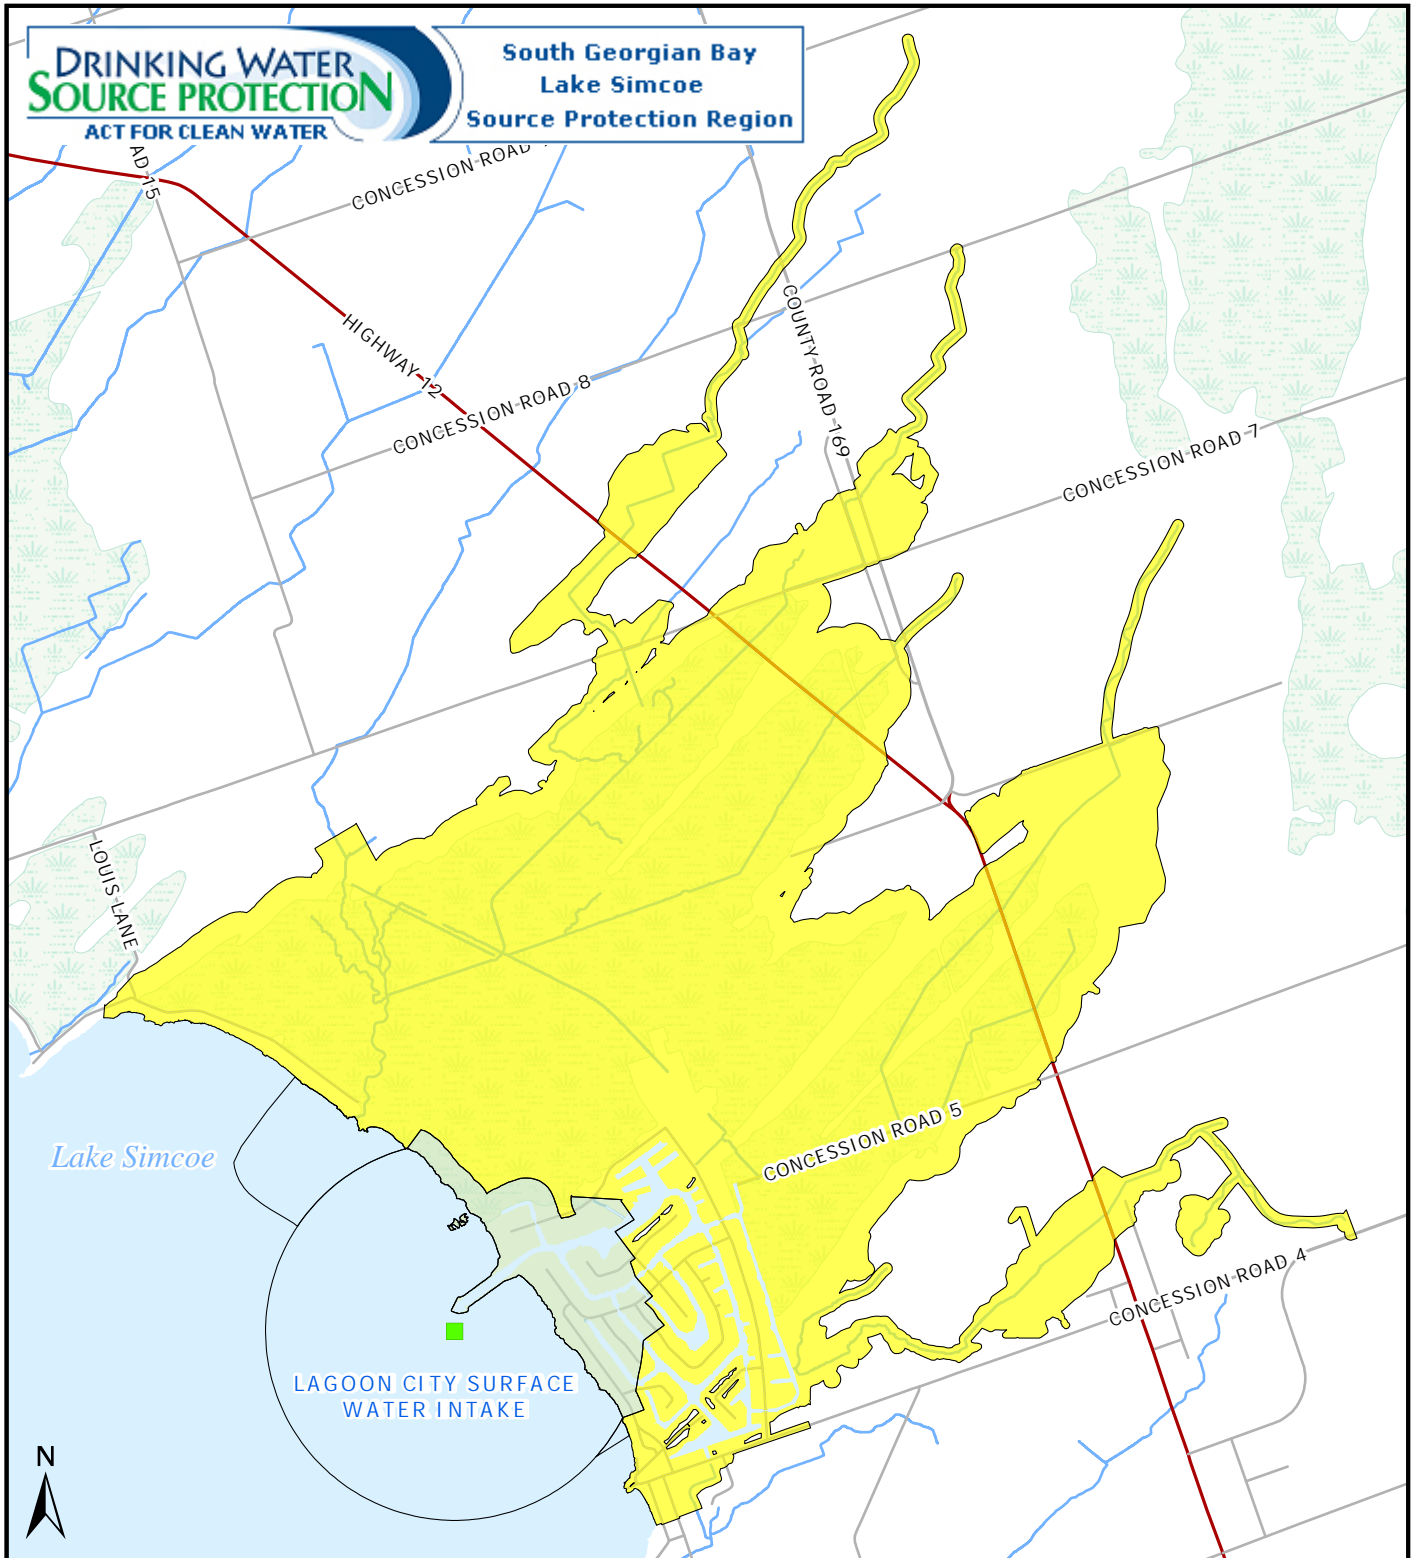 DRINKING WATER
SOURCE PROTECTION
ACT FOR CLEAN WATER
South Georgian Bay
Lake Simcoe
Source Protection Region
AD 15
CONCESSION ROAD
HIGHWAY 12
CONCESSION ROAD 8
COUNTY ROAD 169
CONCESSION ROAD 7
LOUIS LANE
CONCESSION ROAD 5
Lake Simcoe
CONCESSION ROAD 4
LAGOON CITY SURFACE
WATER INTAKE
N